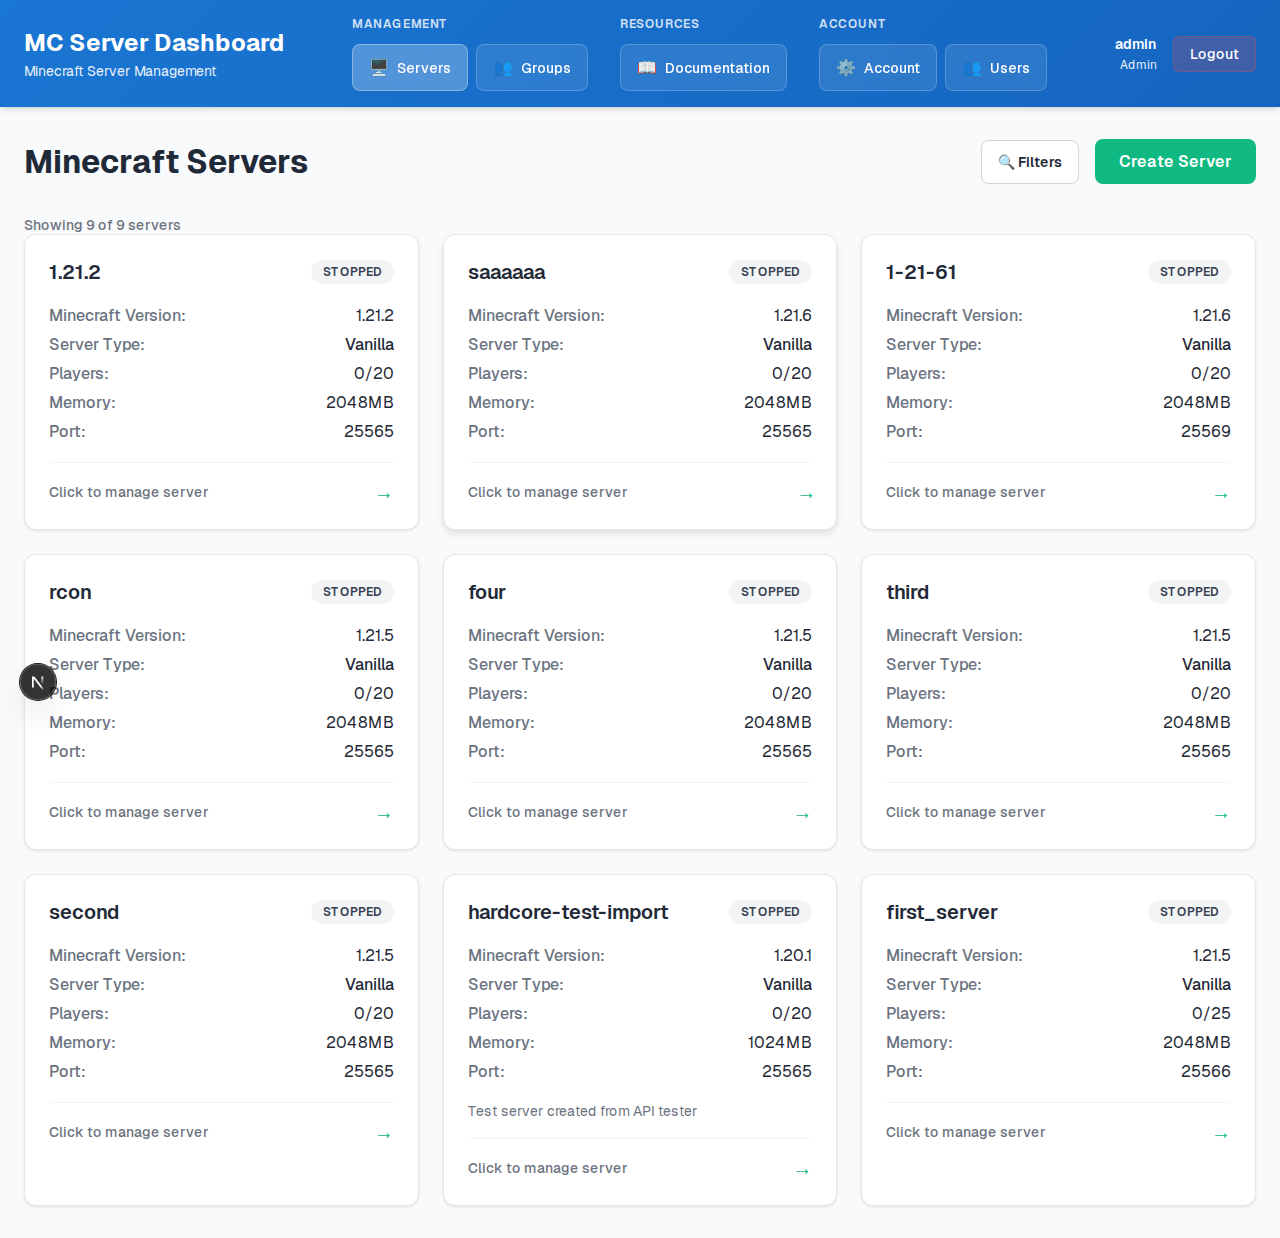 MC Server Dashboard
Minecraft Server Management
MANAGEMENT
Servers
Groups
RESOURCES
Documentation
ACCOUNT
Account
Users
admin
Admin
Logout
Minecraft Servers
Filters
Create Server
Showing 9 of 9 servers
1.21.2
STOPPED
Minecraft Version: 1.21.2
Server Type: Vanilla
Players: 0/20
Memory: 2048MB
Port: 25565
Click to manage server →
saaaaaa
STOPPED
Minecraft Version: 1.21.6
Server Type: Vanilla
Players: 0/20
Memory: 2048MB
Port: 25565
Click to manage server →
1-21-61
STOPPED
Minecraft Version: 1.21.6
Server Type: Vanilla
Players: 0/20
Memory: 2048MB
Port: 25569
Click to manage server →
rcon
STOPPED
Minecraft Version: 1.21.5
Server Type: Vanilla
Players: 0/20
Memory: 2048MB
Port: 25565
Click to manage server →
N
four
STOPPED
Minecraft Version: 1.21.5
Server Type: Vanilla
Players: 0/20
Memory: 2048MB
Port: 25565
Click to manage server →
third
STOPPED
Minecraft Version: 1.21.5
Server Type: Vanilla
Players: 0/20
Memory: 2048MB
Port: 25565
Click to manage server →
second
STOPPED
Minecraft Version: 1.21.5
Server Type: Vanilla
Players: 0/20
Memory: 2048MB
Port: 25565
Click to manage server →
hardcore-test-import
STOPPED
Minecraft Version: 1.20.1
Server Type: Vanilla
Players: 0/20
Memory: 1024MB
Port: 25565
Test server created from API tester
Click to manage server →
first_server
STOPPED
Minecraft Version: 1.21.5
Server Type: Vanilla
Players: 0/25
Memory: 2048MB
Port: 25566
Click to manage server →